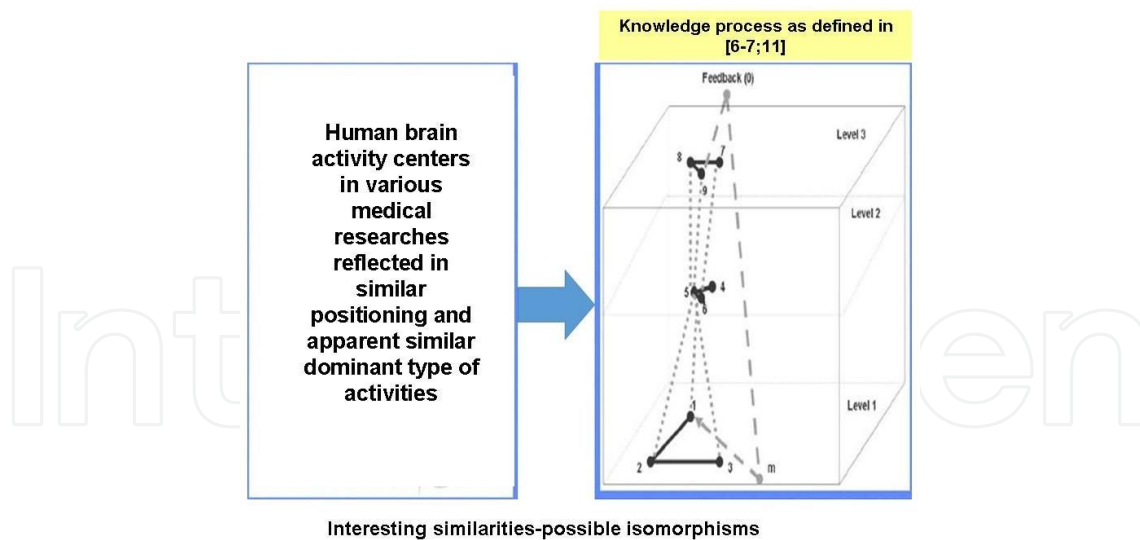 Knowledge process as defined in
[6-7;11]
Human brain
activity centers
in various
medical
researches
reflected in
similar
positioning and
apparent similar
dominant type of
activities
Feedback (0)
Level 3
8
7
9
Level 2
5
4
6
Level 1
1
2
3
m
Interesting similarities-possible isomorphisms